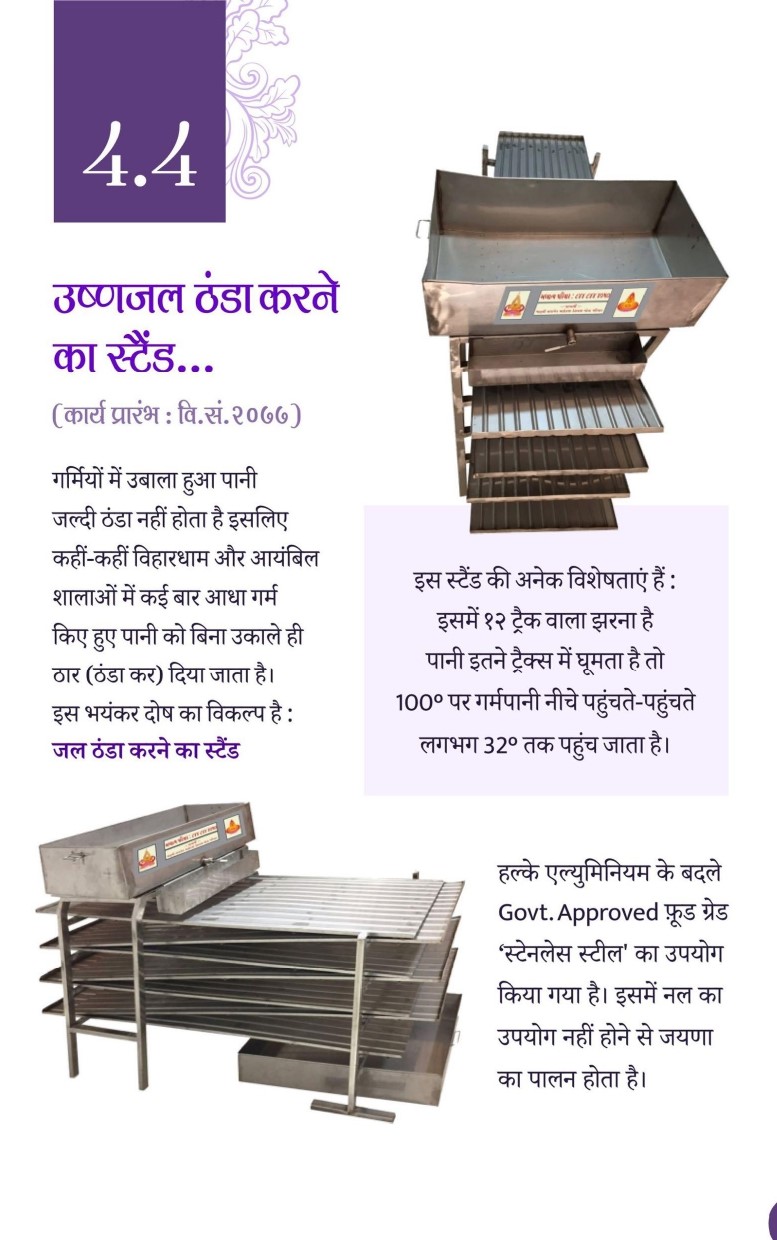 4.4
उष्णजल ठंडा करने
का स्टैंड...
(कार्य प्रारंभ : वि.सं.२०७७)
गर्मियों में उबाला हुआ पानी
जल्दी ठंडा नहीं होता है इसलिए
कहीं-कहीं विहारधाम और आयंबिल
शालाओं में कई बार आधा गर्म
किए हुए पानी को बिना उकाले ही
ठार (ठंडा कर) दिया जाता है।
इस भयंकर दोष का विकल्प है :
जल ठंडा करने का स्टैंड
इस स्टैंड की अनेक विशेषताएं हैं :
इसमें १२ ट्रैक वाला झरना है
पानी इतने ट्रैक्स में घूमता है तो
100º पर गर्मपानी नीचे पहुंचते-पहुंचते
लगभग 32º तक पहुंच जाता है।
हल्के एल्युमिनियम के बदले
Govt. Approved फ़ूड ग्रेड
‘स्टेनलेस स्टील' का उपयोग
किया गया है। इसमें नल का
उपयोग नहीं होने से जयणा
का पालन होता है।